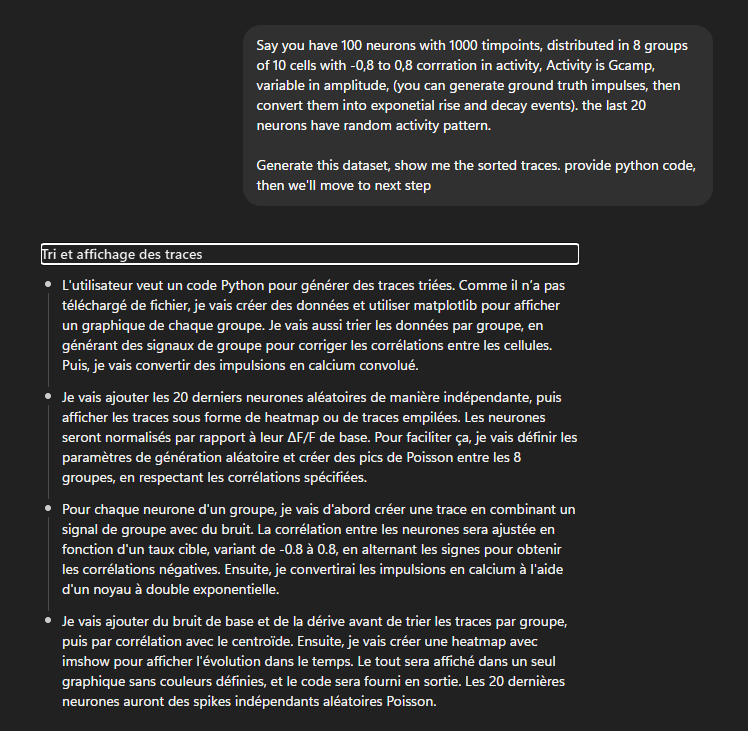 Say you have 100 neurons with 1000 timpoints, distributed in 8 groups
of 10 cells with -0,8 to 0,8 corrration in activity, Activity is Gcamp,
variable in amplitude, (you can generate ground truth impulses, then
convert them into exponetial rise and decay events). the last 20
neurons have random activity pattern.
Generate this dataset, show me the sorted traces. provide python code,
then we'll move to next step
Tri et affichage des traces
L'utilisateur veut un code Python pour générer des traces triées. Comme il n'a pas
téléchargé de fichier, je vais créer des données et utiliser matplotlib pour afficher
un graphique de chaque groupe. Je vais aussi trier les données par groupe, en
générant des signaux de groupe pour corriger les corrélations entre les cellules.
Puis, je vais convertir des impulsions en calcium convolué.
Je vais ajouter les 20 derniers neurones aléatoires de manière indépendante, puis
afficher les traces sous forme de heatmap ou de traces empilées. Les neurones
seront normalisés par rapport à leur ΔF/F de base. Pour faciliter ça, je vais définir les
paramètres de génération aléatoire et créer des pics de Poisson entre les 8
groupes, en respectant les corrélations spécifiées.
Pour chaque neurone d'un groupe, je vais d'abord créer une trace en combinant un
signal de groupe avec du bruit. La corrélation entre les neurones sera ajustée en
fonction d'un taux cible, variant de -0.8 à 0.8, en alternant les signes pour obtenir
les corrélations négatives. Ensuite, je convertirai les impulsions en calcium à l'aide
d'un noyau à double exponentielle.
Je vais ajouter du bruit de base et de la dérive avant de trier les traces par groupe,
puis par corrélation avec le centroïde. Ensuite, je vais créer une heatmap avec
imshow pour afficher l'évolution dans le temps. Le tout sera affiché dans un seul
graphique sans couleurs définies, et le code sera fourni en sortie. Les 20 dernières
neurones auront des spikes indépendants aléatoires Poisson.